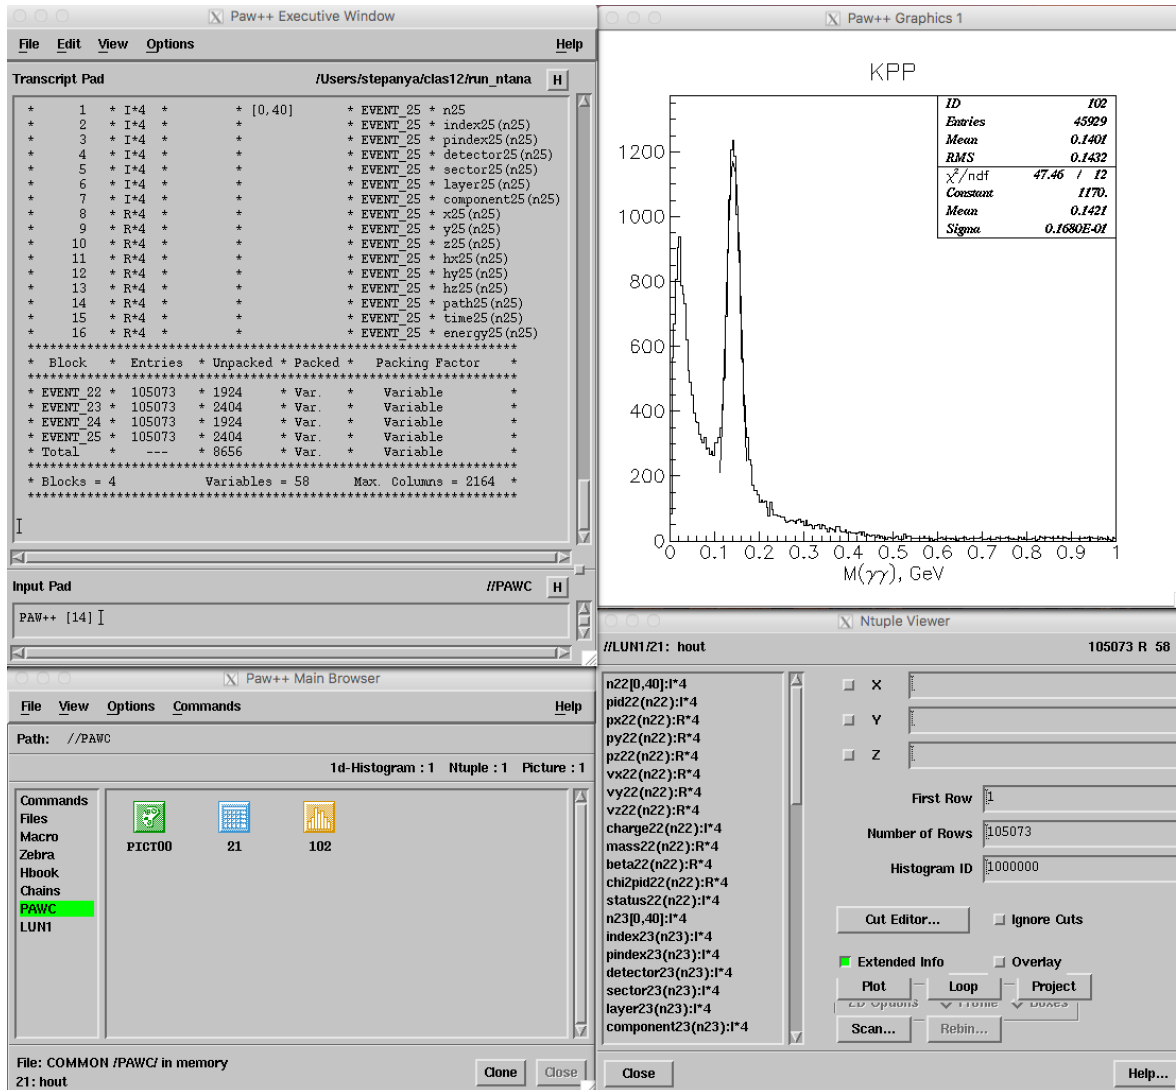 Paw++ Executive Window
File Edit View Options Help
Transcript Pad /Users/stepanya/clas12/run_ntana H
* 1 * I*4 * * [0,40] * EVENT_25 * n25
* 2 * I*4 * * * EVENT_25 * index25(n25)
* 3 * I*4 * * * EVENT_25 * pindex25(n25)
* 4 * I*4 * * * EVENT_25 * detector25(n25)
* 5 * I*4 * * * EVENT_25 * sector25(n25)
* 6 * I*4 * * * EVENT_25 * layer25(n25)
* 7 * I*4 * * * EVENT_25 * component25(n25)
* 8 * R*4 * * * EVENT_25 * x25(n25)
* 9 * R*4 * * * EVENT_25 * y25(n25)
* 10 * R*4 * * * EVENT_25 * z25(n25)
* 11 * R*4 * * * EVENT_25 * hx25(n25)
* 12 * R*4 * * * EVENT_25 * hy25(n25)
* 13 * R*4 * * * EVENT_25 * hz25(n25)
* 14 * R*4 * * * EVENT_25 * path25(n25)
* 15 * R*4 * * * EVENT_25 * time25(n25)
* 16 * R*4 * * * EVENT_25 * energy25(n25)
* Block * Entries * Unpacked * Packed * Packing Factor *
* EVENT_22 * 105073 * 1924 * Var. * Variable *
* EVENT_23 * 105073 * 2404 * Var. * Variable *
* EVENT_24 * 105073 * 1924 * Var. * Variable *
* EVENT_25 * 105073 * 2404 * Var. * Variable *
* Total * --- * 8656 * Var. * Variable *
* Blocks = 4 Variables = 58 Max. Columns = 2164 *
Input Pad //PAWC H
PAW++ [14]
Paw++ Graphics 1
KPP
ID 102
Entries 45929
Mean 0.1401
RMS 0.1432
χ²/ndf 47.46 / 12
Constant 1170.
Mean 0.1421
Sigma 0.1680E-01
1200
1000
800
600
400
200
0
0 0.1 0.2 0.3 0.4 0.5 0.6 0.7 0.8 0.9 1
M(γγ), GeV
Paw++ Main Browser
File View Options Commands Help
Path: //PAWC
1d-Histogram : 1 Ntuple : 1 Picture : 1
Commands
Files
Macro
Zebra
Hbook
Chains
PAWC
LUN1
PICT00 21 102
File: COMMON /PAWC/ in memory
21: hout
Clone Close
Ntuple Viewer
//LUN1/21: hout 105073 R 58
n22[0,40]:I*4
pid22(n22):I*4
px22(n22):R*4
py22(n22):R*4
pz22(n22):R*4
vx22(n22):R*4
vy22(n22):R*4
vz22(n22):R*4
charge22(n22):I*4
mass22(n22):R*4
beta22(n22):R*4
chi2pid22(n22):R*4
status22(n22):I*4
n23[0,40]:I*4
index23(n23):I*4
pindex23(n23):I*4
detector23(n23):I*4
sector23(n23):I*4
layer23(n23):I*4
component23(n23):I*4
X
Y
Z
First Row 1
Number of Rows 105073
Histogram ID 1000000
Cut Editor... Ignore Cuts
Extended Info Overlay
Plot Loop Project
2D Options Profile Boxes
Scan... Rebin...
Close Help...